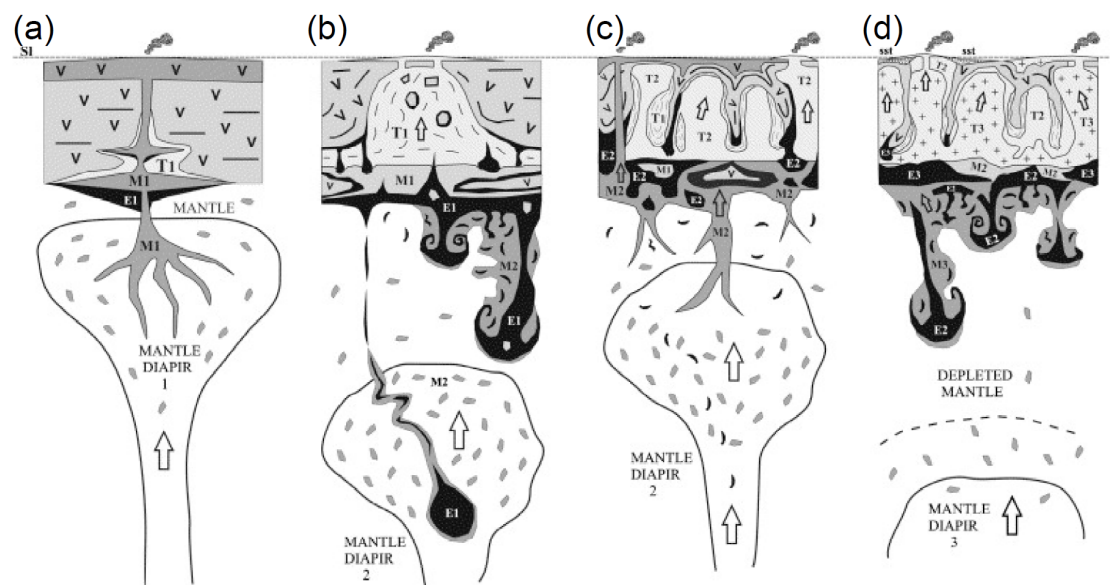 (a)
(b)
(c)
(d)
Sl
V V V V
V V
V
T1
M1
E1
MANTLE
M1
MANTLE
DIAPIR
1
V V
T1
M1
V
E1
M2
E1
M2
E1
MANTLE
DIAPIR
2
V
T2
V
T2
T1
V
T2
V
V
E2
E2
M1
E2
V
M2
E2
M2
M2
MANTLE
DIAPIR
2
sst
sst
T2
V
T3
T2
T3
E3
E3
M2
E2
M2
E3
E1
E2
M3
E2
DEPLETED
MANTLE
MANTLE
DIAPIR
3